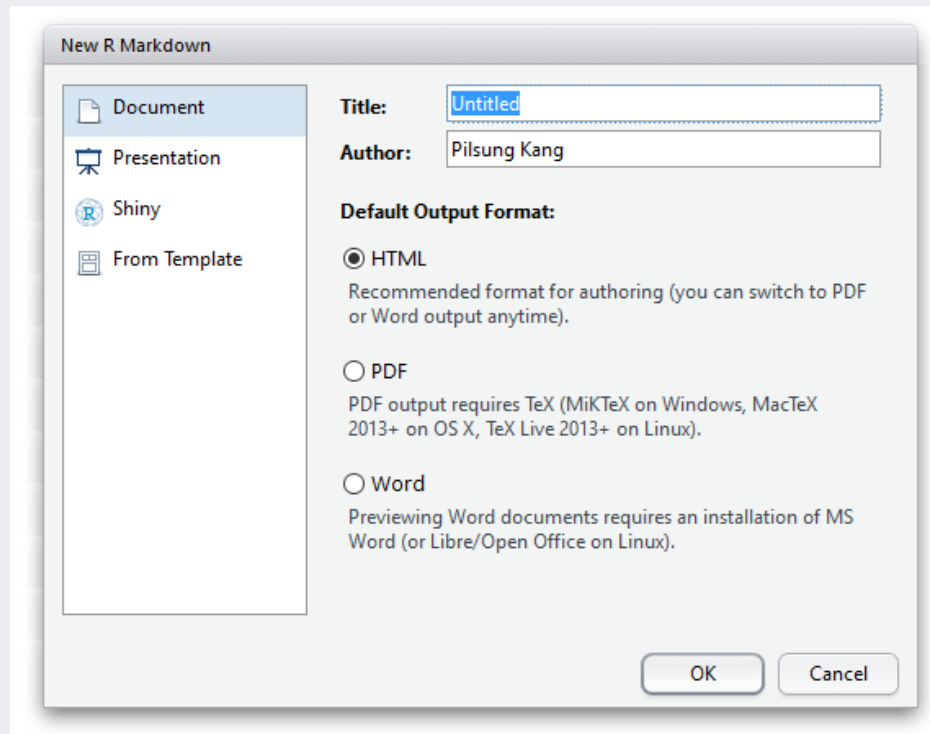 New R Markdown
Document
Presentation
Shiny
From Template
Title:
Untitled
Author:
Pilsung Kang
Default Output Format:
HTML
Recommended format for authoring (you can switch to PDF
or Word output anytime).
PDF
PDF output requires TeX (MiKTeX on Windows, MacTeX
2013+ on OS X, TeX Live 2013+ on Linux).
Word
Previewing Word documents requires an installation of MS
Word (or Libre/Open Office on Linux).
OK
Cancel